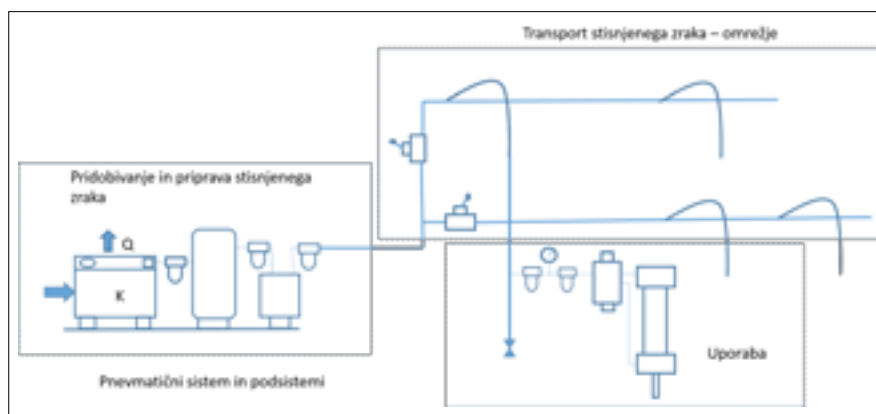 Transport stisnjenega zraka – omrežje
Pridobivanje in priprava stisnjenega
zraka
Q
K
Uporaba
Pnevmatični sistem in podsistemi